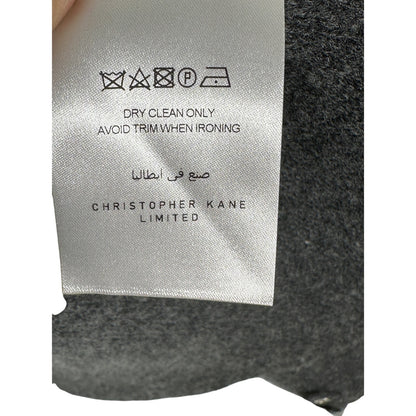 P
DRY CLEAN ONLY
AVOID TRIM WHEN IRONING
صنع في ايطاليا
CHRISTOPHER KANE
LIMITED